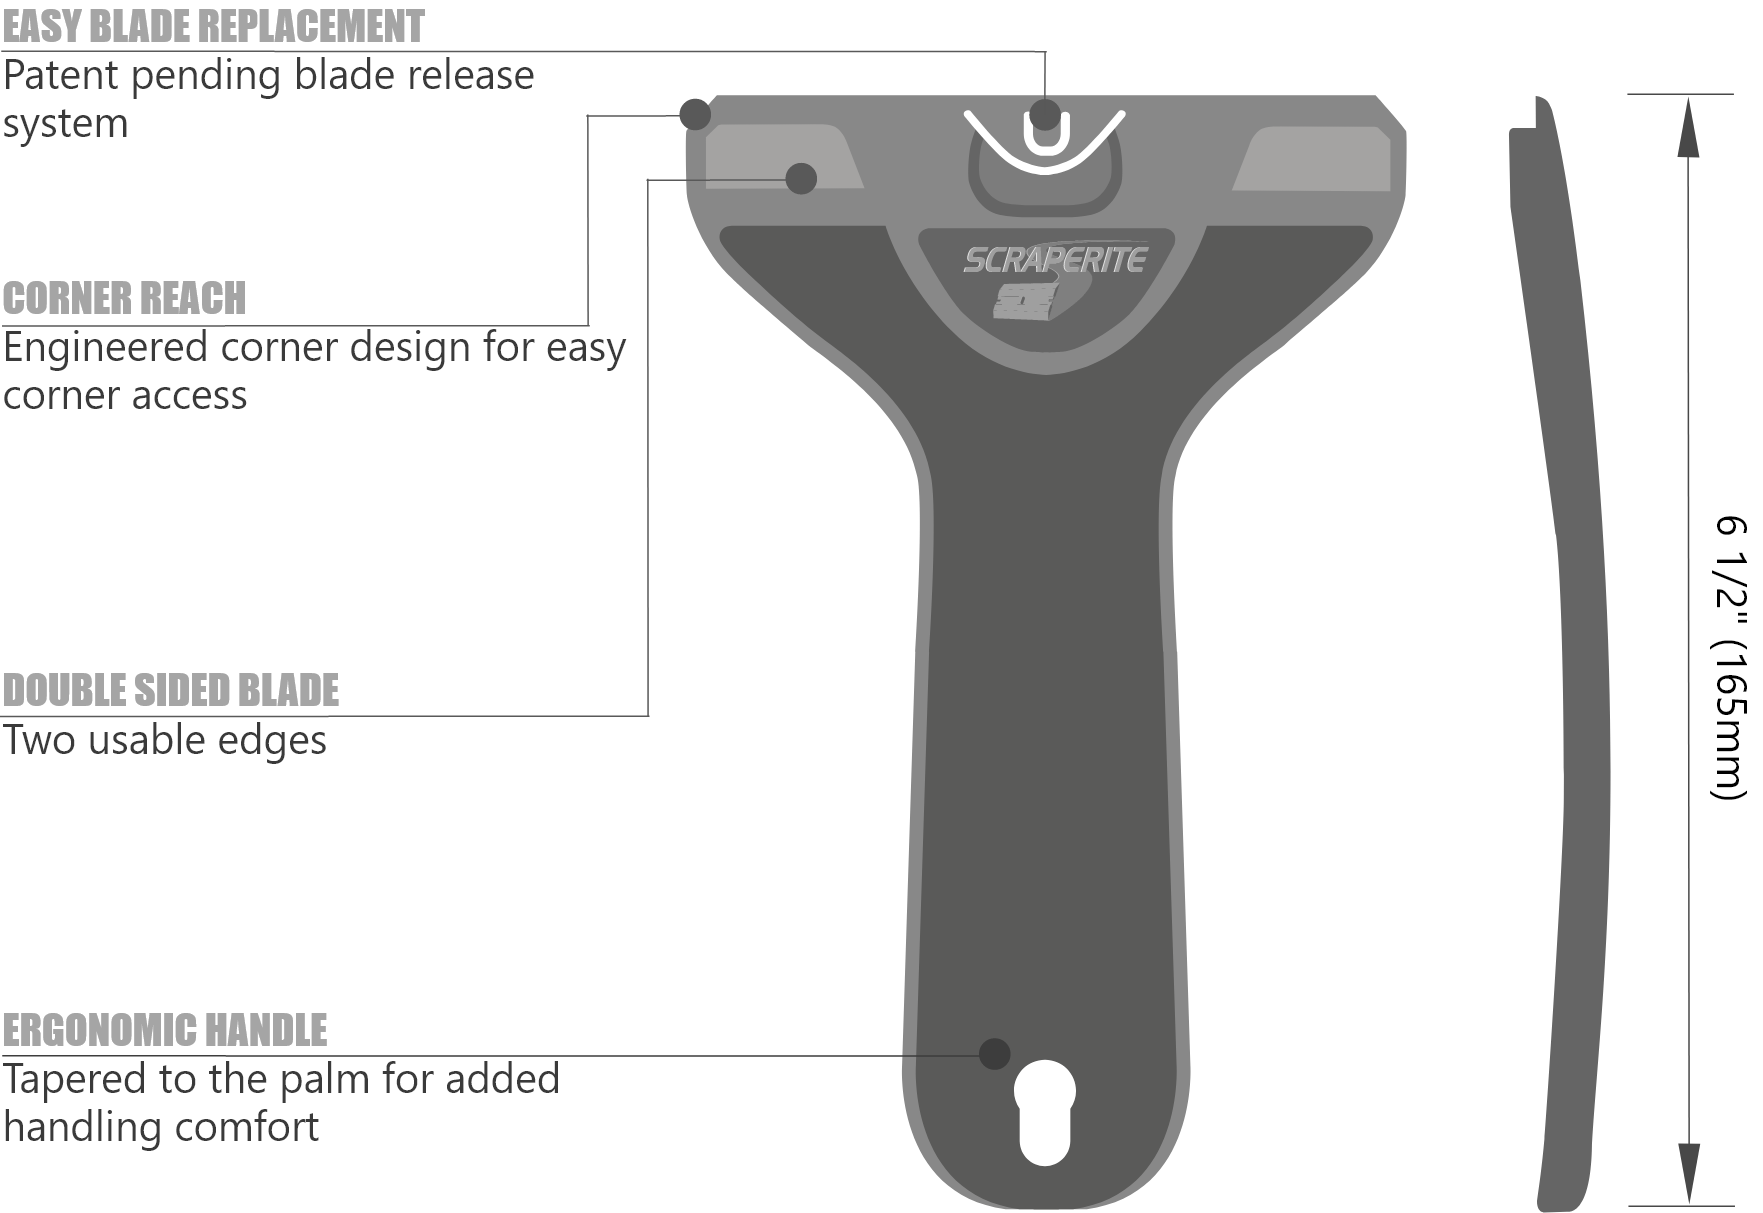 EASY BLADE REPLACEMENT
Patent pending blade release
system
CORNER REACH
Engineered corner design for easy
corner access
DOUBLE SIDED BLADE
Two usable edges
ERGONOMIC HANDLE
Tapered to the palm for added
handling comfort
SCRAPERITE
6 1/2" (165mm)